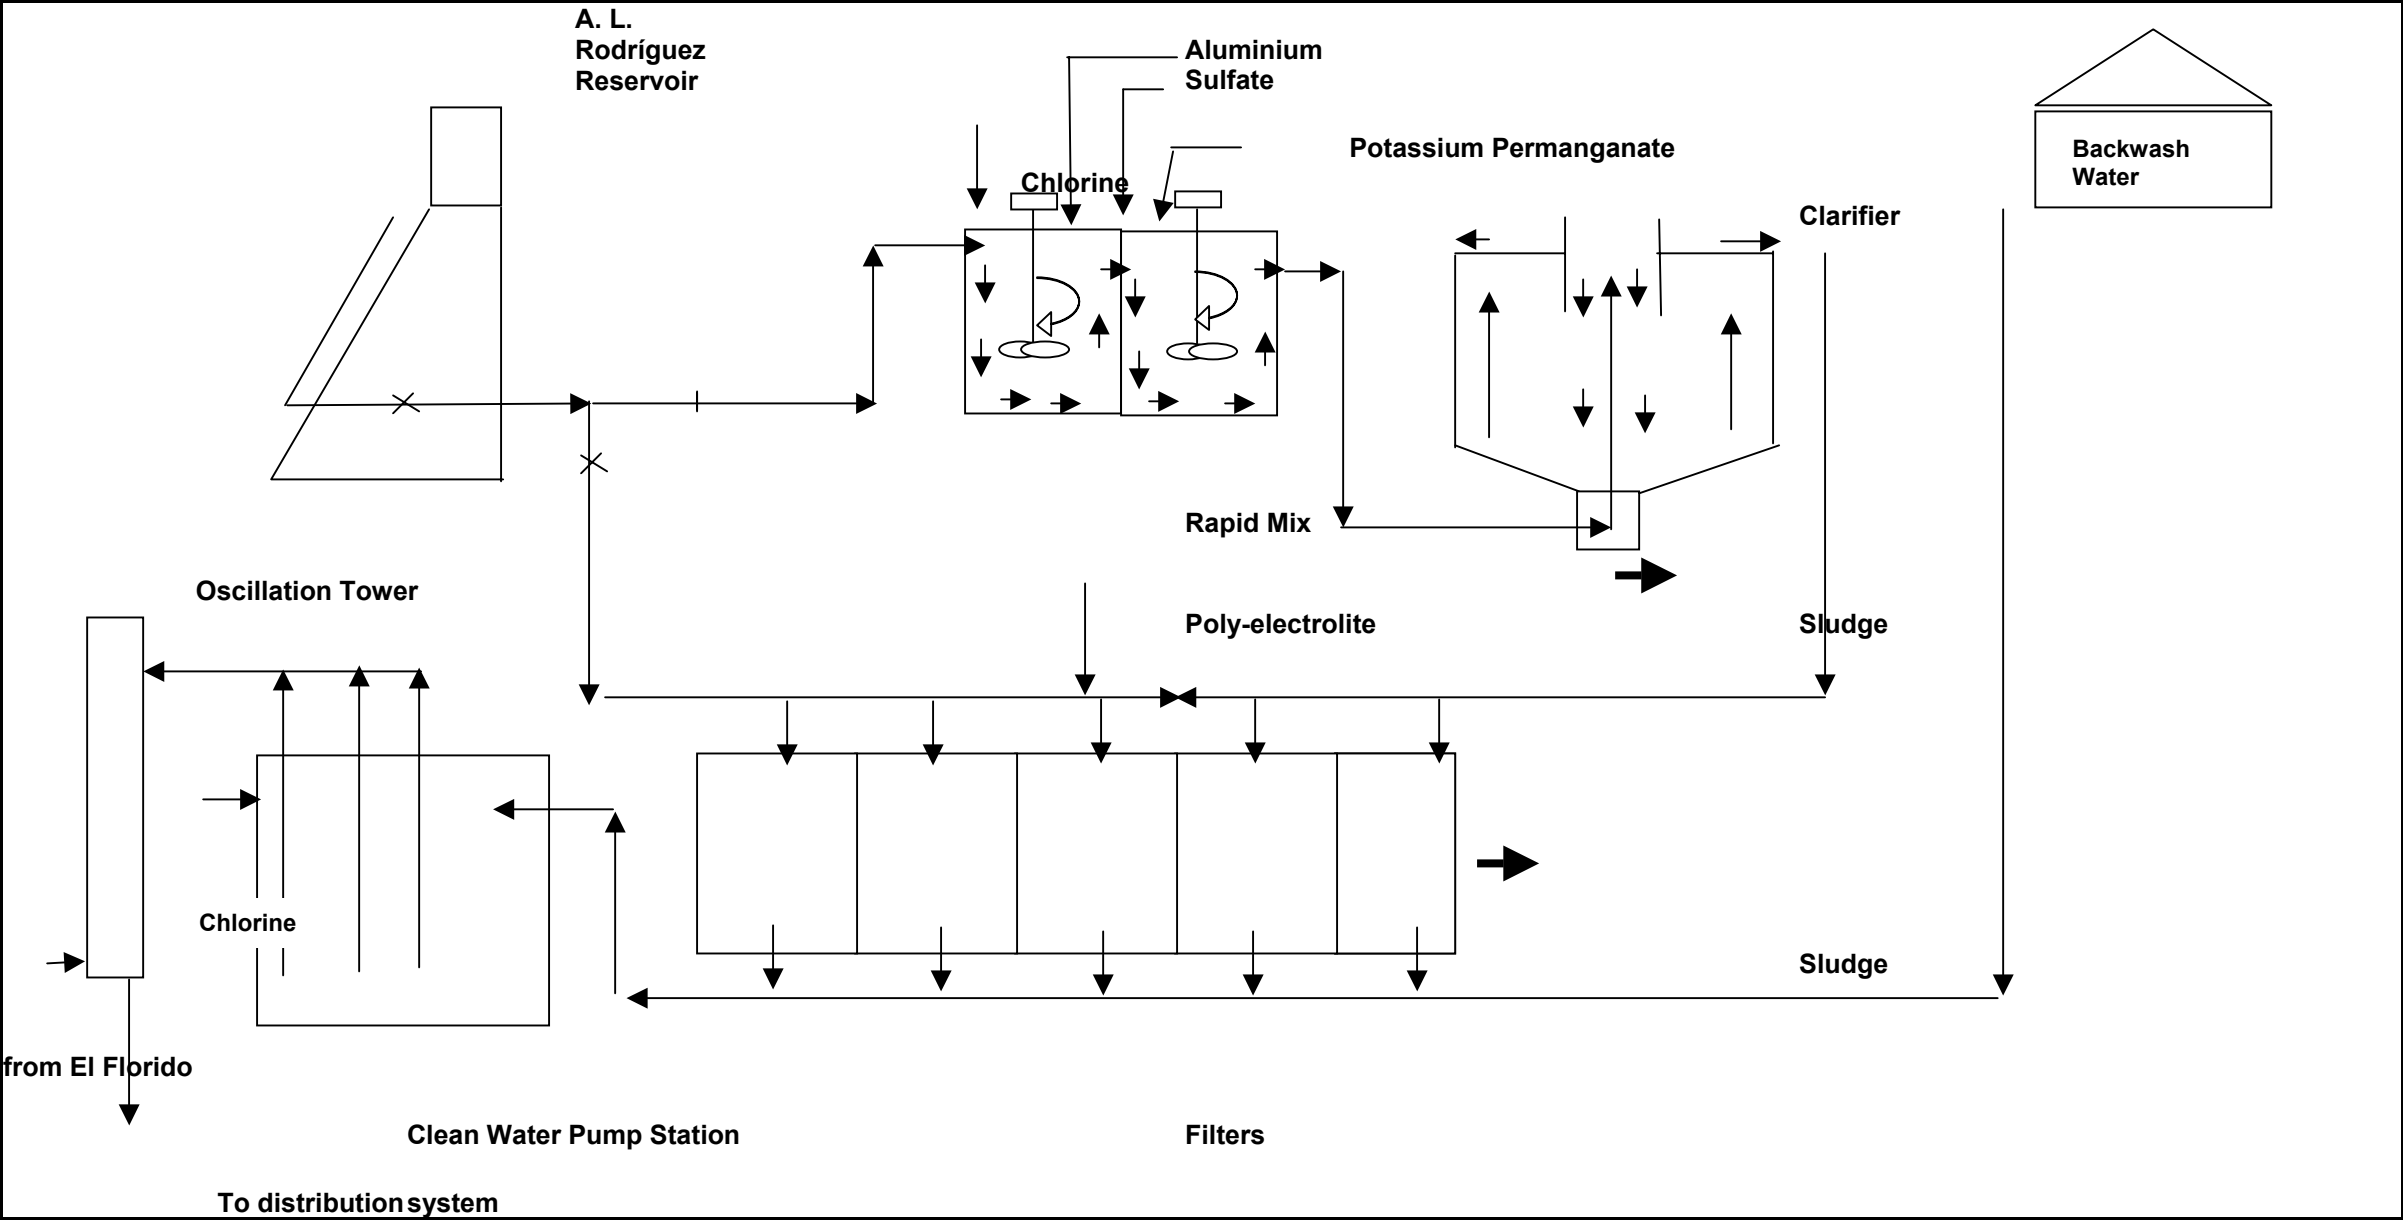 A. L.
Rodríguez
Reservoir
Aluminium
Sulfate
Potassium Permanganate
Backwash
Water
Chlorine
Clarifier
Rapid Mix
Oscillation Tower
Poly-electrolite
Sludge
Chlorine
Sludge
from El Florido
Clean Water Pump Station
Filters
To distribution system